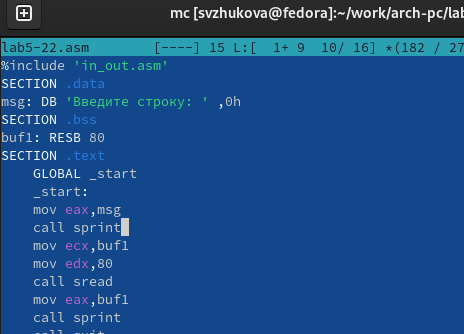 mc [svzhukova@fedora]:~/work/arch-pc/lab
lab5-22.asm [----] 15 L:[ 1+ 9 10/ 16] *(182 / 27
%include 'in_out.asm'
SECTION .data
msg: DB 'Введите строку: ' ,0h
SECTION .bss
buf1: RESB 80
SECTION .text
GLOBAL _start
_start:
mov eax,msg
call sprint
mov ecx,buf1
mov edx,80
call sread
mov eax,buf1
call sprint
call quit